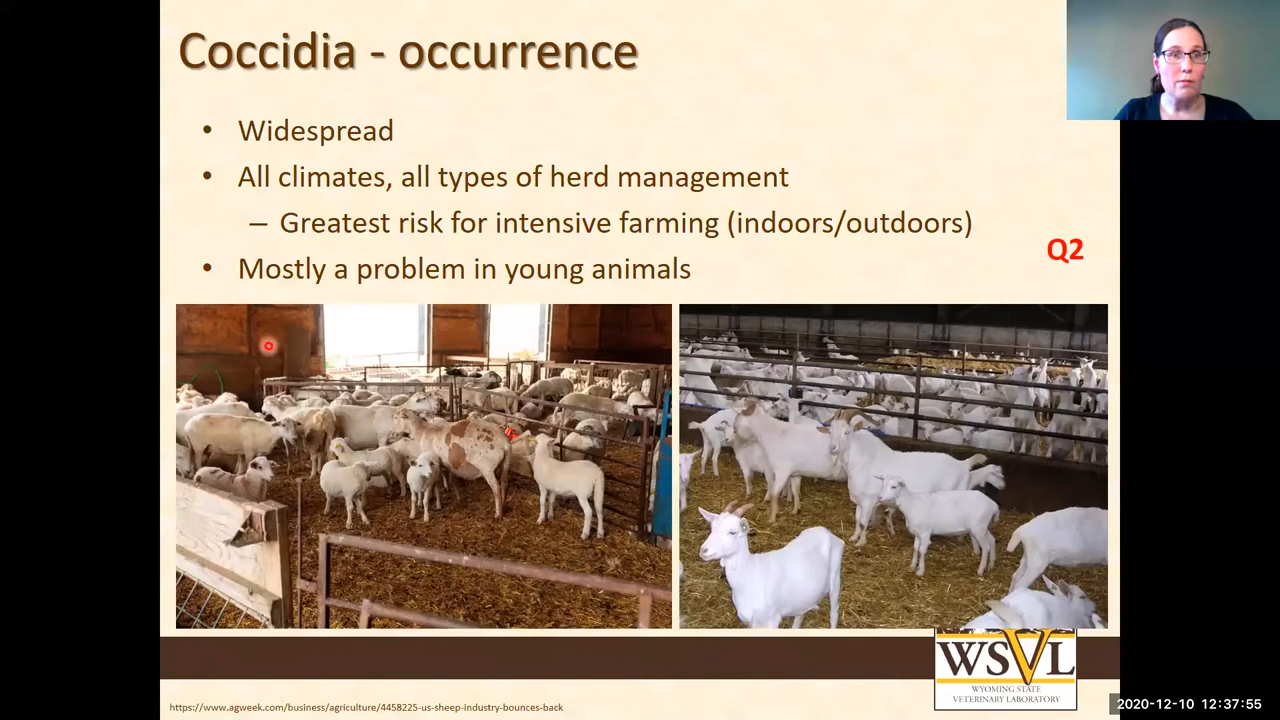 Coccidia - occurrence
• Widespread
• All climates, all types of herd management
– Greatest risk for intensive farming (indoors/outdoors)
Q2
• Mostly a problem in young animals
WSVL
WYOMING STATE
VETERINARY LABORATORY
https://www.agweek.com/business/agriculture/4458225-us-sheep-industry-bounces-back
2020-12-10 12:37:55